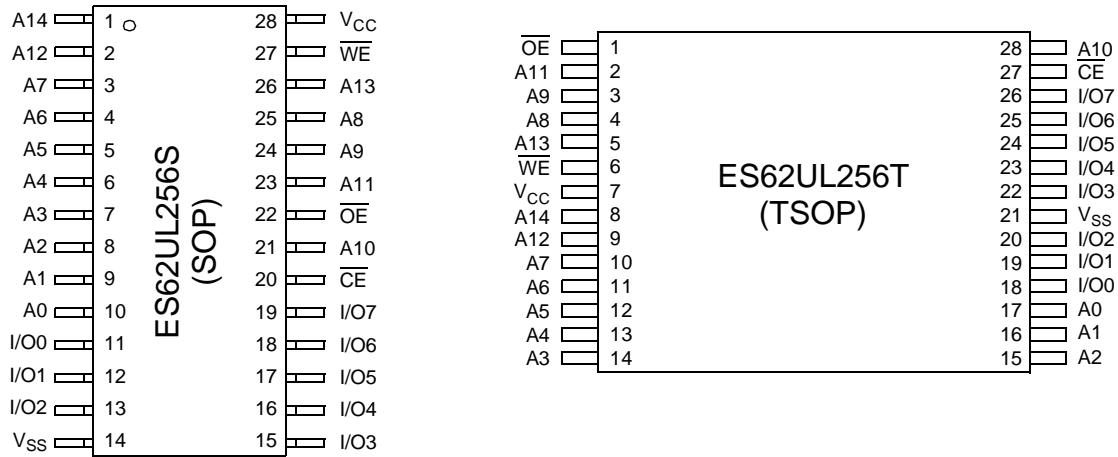 A14 1 28 VCC
A12 2 27 WE
A7 3 26 A13
A6 4 25 A8
A5 5 24 A9
A4 6 23 A11
A3 7 22 OE
A2 8 21 A10
A1 9 20 CE
A0 10 19 I/O7
I/O0 11 18 I/O6
I/O1 12 17 I/O5
I/O2 13 16 I/O4
VSS 14 15 I/O3
ES62UL256S
(SOP)
OE 1 28 A10
A11 2 27 CE
A9 3 26 I/O7
A8 4 25 I/O6
A13 5 24 I/O5
WE 6 23 I/O4
VCC 7 22 I/O3
A14 8 21 VSS
A12 9 20 I/O2
A7 10 19 I/O1
A6 11 18 I/O0
A5 12 17 A0
A4 13 16 A1
A3 14 15 A2
ES62UL256T
(TSOP)